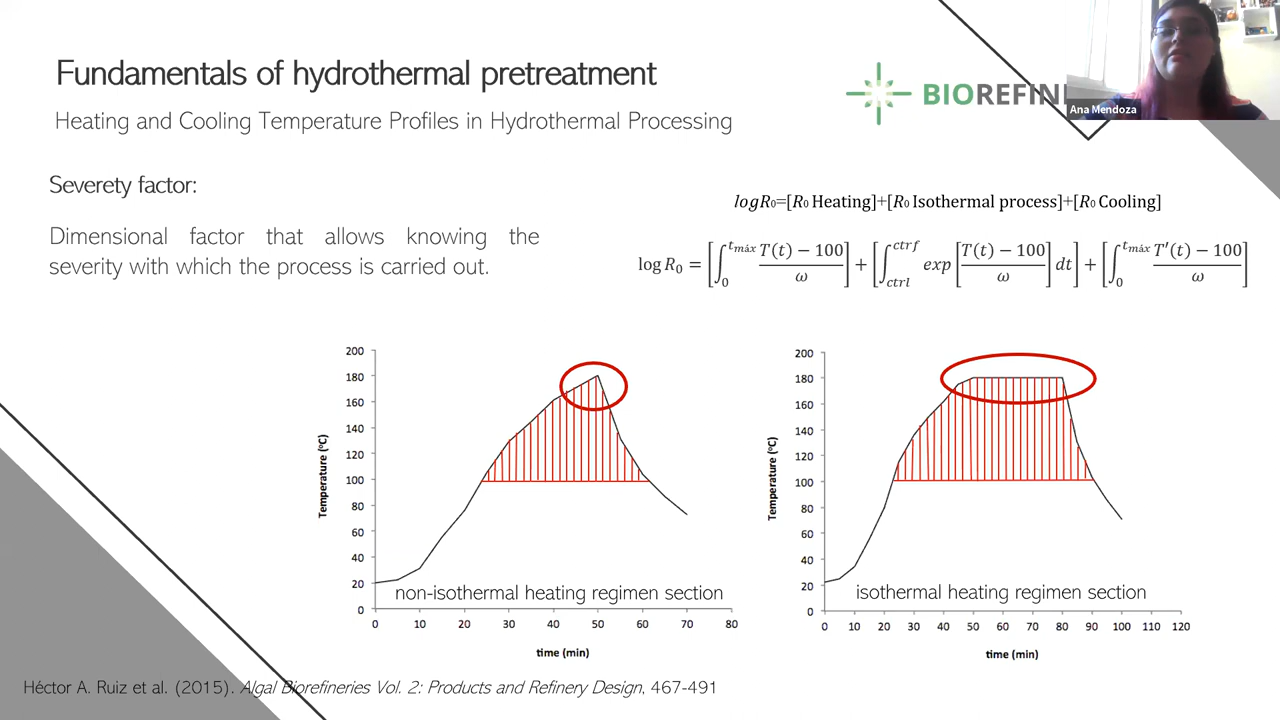 Fundamentals of hydrothermal pretreatment
BIOREFIN
Ana Mendoza
Heating and Cooling Temperature Profiles in Hydrothermal Processing
Severety factor:
Dimensional factor that allows knowing the
severity with which the process is carried out.
logR₀=[R₀ Heating]+[R₀ Isothermal process]+[R₀ Cooling]
log R₀ = [∫₀^{tmáx} (T(t) − 100)/ω] + [∫_{ctrl}^{ctrf} exp [(T(t) − 100)/ω] dt] + [∫₀^{tmáx} (T′(t) − 100)/ω]
200
180
160
140
120
100
80
60
40
20
0
Temperature (ºC)
non-isothermal heating regimen section
0 10 20 30 40 50 60 70 80
time (min)
200
180
160
140
120
100
80
60
40
20
0
Temperature (ºC)
isothermal heating regimen section
0 10 20 30 40 50 60 70 80 90 100 110 120
time (min)
Héctor A. Ruiz et al. (2015). Algal Biorefineries Vol. 2: Products and Refinery Design, 467-491